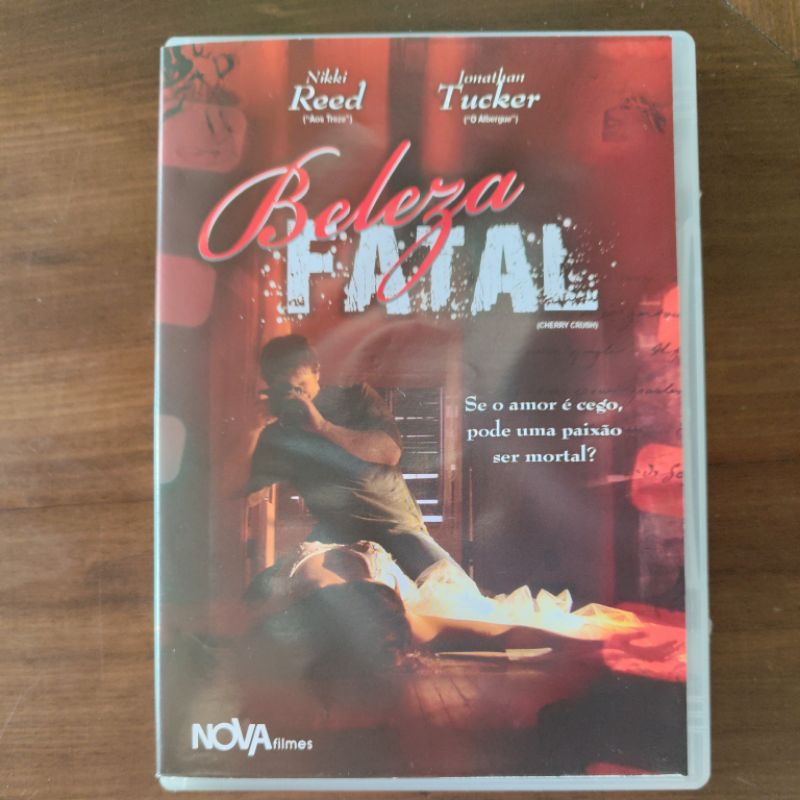 Nikki Jonathan
Reed Tucker
("Aos Treze") ("O Albergue")
Beleza
FATAL
(CHERRY CRUSH)
Se o amor é cego,
pode uma paixão
ser mortal?
NOVA filmes